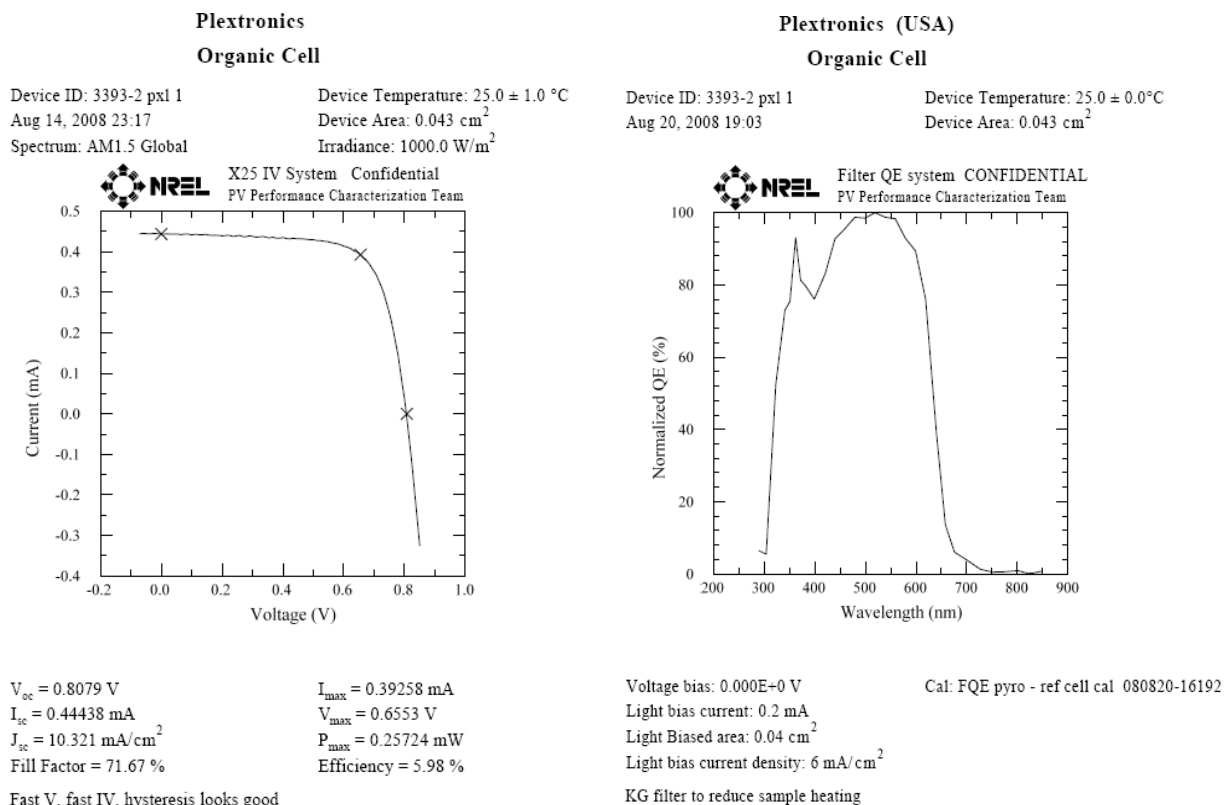 Plextronics
Organic Cell
Device ID: 3393-2 pxl 1
Aug 14, 2008 23:17
Spectrum: AM1.5 Global
Device Temperature: 25.0 ± 1.0 °C
Device Area: 0.043 cm²
Irradiance: 1000.0 W/m²
NREL
X25 IV System Confidential
PV Performance Characterization Team
0.5
0.4
0.3
0.2
0.1
0.0
-0.1
-0.2
-0.3
-0.4
Current (mA)
-0.2 0.0 0.2 0.4 0.6 0.8 1.0
Voltage (V)
Voc = 0.8079 V
Isc = 0.44438 mA
Jsc = 10.321 mA/cm²
Fill Factor = 71.67 %
Imax = 0.39258 mA
Vmax = 0.6553 V
Pmax = 0.25724 mW
Efficiency = 5.98 %
Fast V, fast IV, hysteresis looks good
Plextronics (USA)
Organic Cell
Device ID: 3393-2 pxl 1
Aug 20, 2008 19:03
Device Temperature: 25.0 ± 0.0°C
Device Area: 0.043 cm²
NREL
Filter QE system CONFIDENTIAL
PV Performance Characterization Team
100
80
60
40
20
0
Normalized QE (%)
200 300 400 500 600 700 800 900
Wavelength (nm)
Voltage bias: 0.000E+0 V
Light bias current: 0.2 mA
Light Biased area: 0.04 cm²
Light bias current density: 6 mA/cm²
Cal: FQE pyro - ref cell cal 080820-16192
KG filter to reduce sample heating